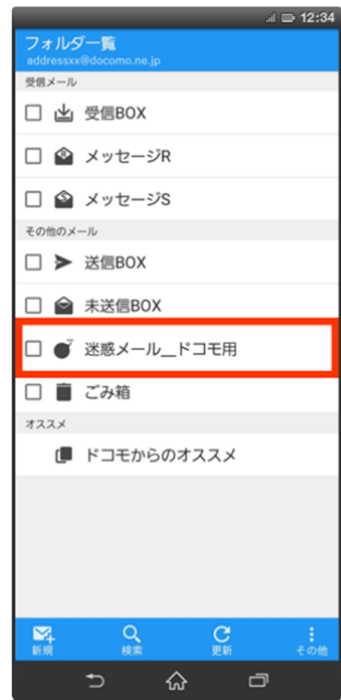 12:34
フォルダ一覧
addressxx@docomo.ne.jp
受信メール
受信BOX
メッセージR
メッセージS
その他のメール
送信BOX
未送信BOX
迷惑メール__ドコモ用
ごみ箱
オススメ
ドコモからのオススメ
新規 検索 更新 その他